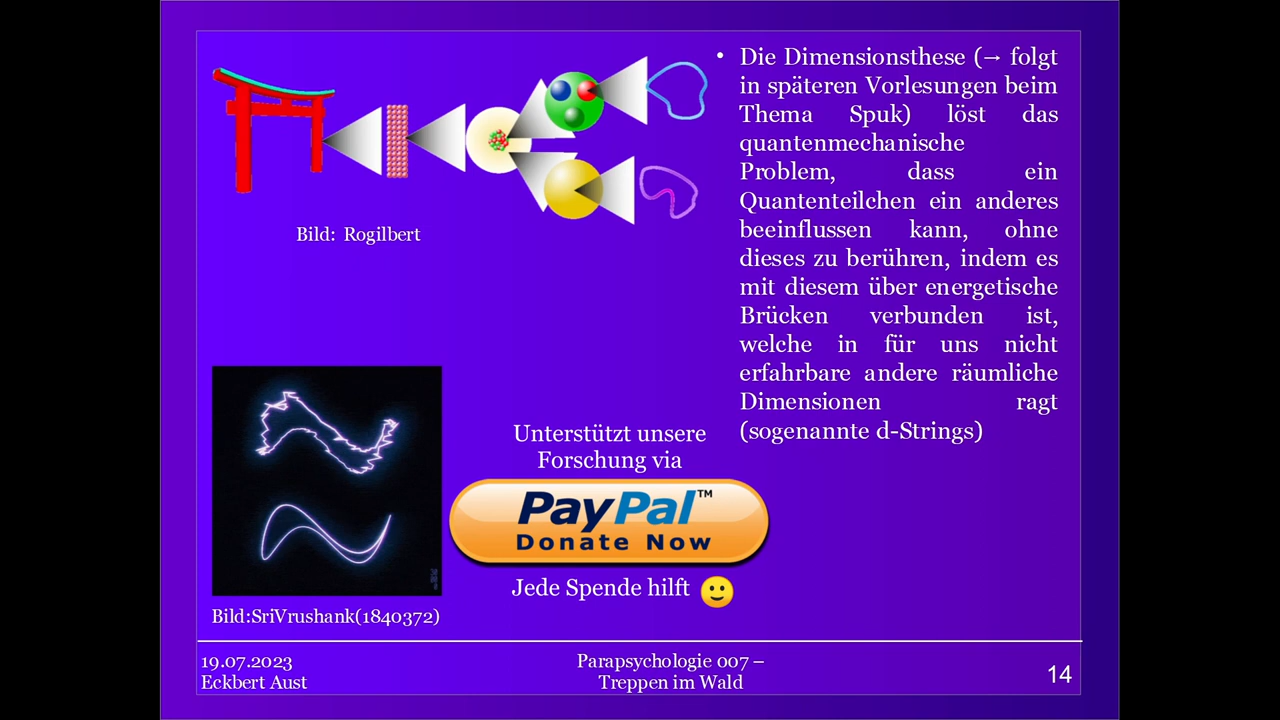 • Die Dimensionsthese (→ folgt
in späteren Vorlesungen beim
Thema Spuk) löst das
quantenmechanische
Problem, dass ein
Quantenteilchen ein anderes
beeinflussen kann, ohne
dieses zu berühren, indem es
mit diesem über energetische
Brücken verbunden ist,
welche in für uns nicht
erfahrbare andere räumliche
Dimensionen ragt
(sogenannte d-Strings)
Bild: Rogilbert
Unterstützt unsere
Forschung via
PayPal™
Donate Now
Jede Spende hilft 🙂
Bild:SriVrushank(1840372)
19.07.2023
Eckbert Aust
Parapsychologie 007 –
Treppen im Wald
14